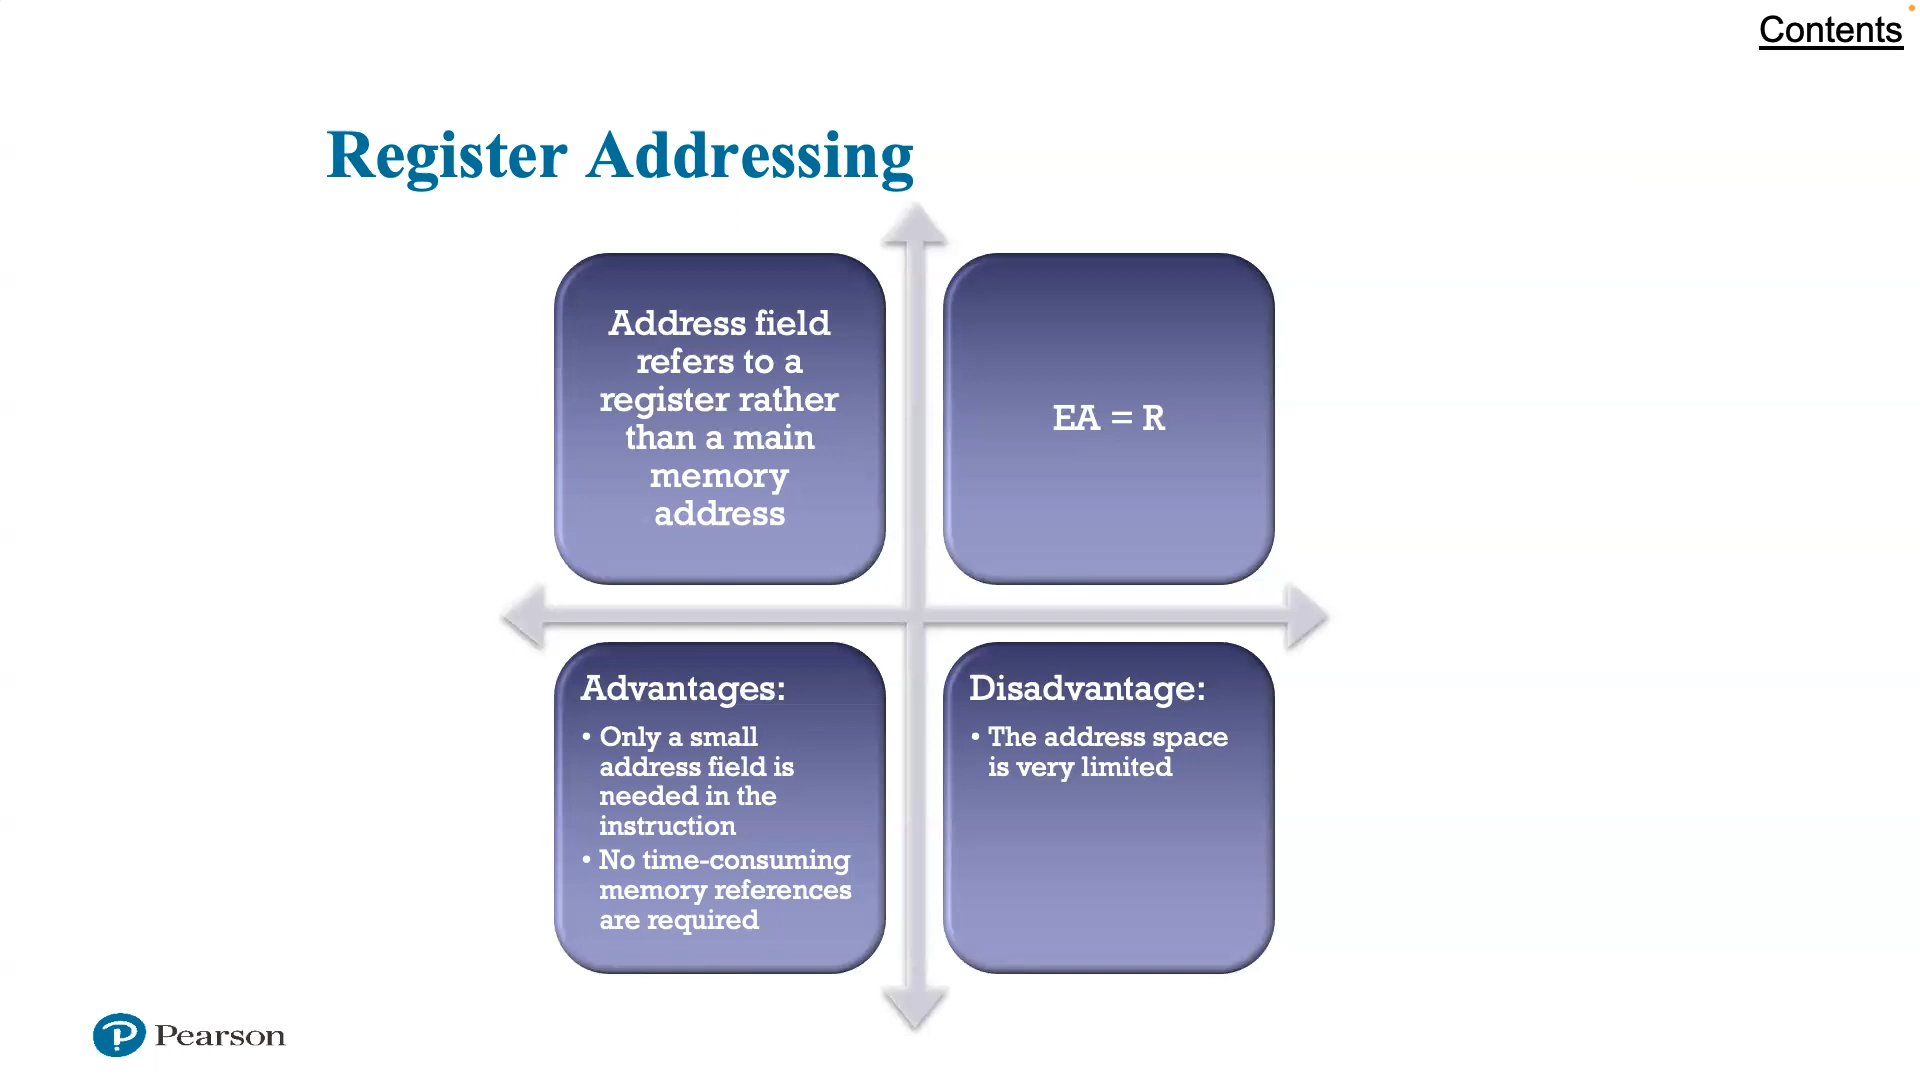 Contents
Register Addressing
Address field
refers to a
register rather
than a main
memory
address
EA = R
Advantages:
• Only a small
address field is
needed in the
instruction
• No time-consuming
memory references
are required
Disadvantage:
• The address space
is very limited
Pearson